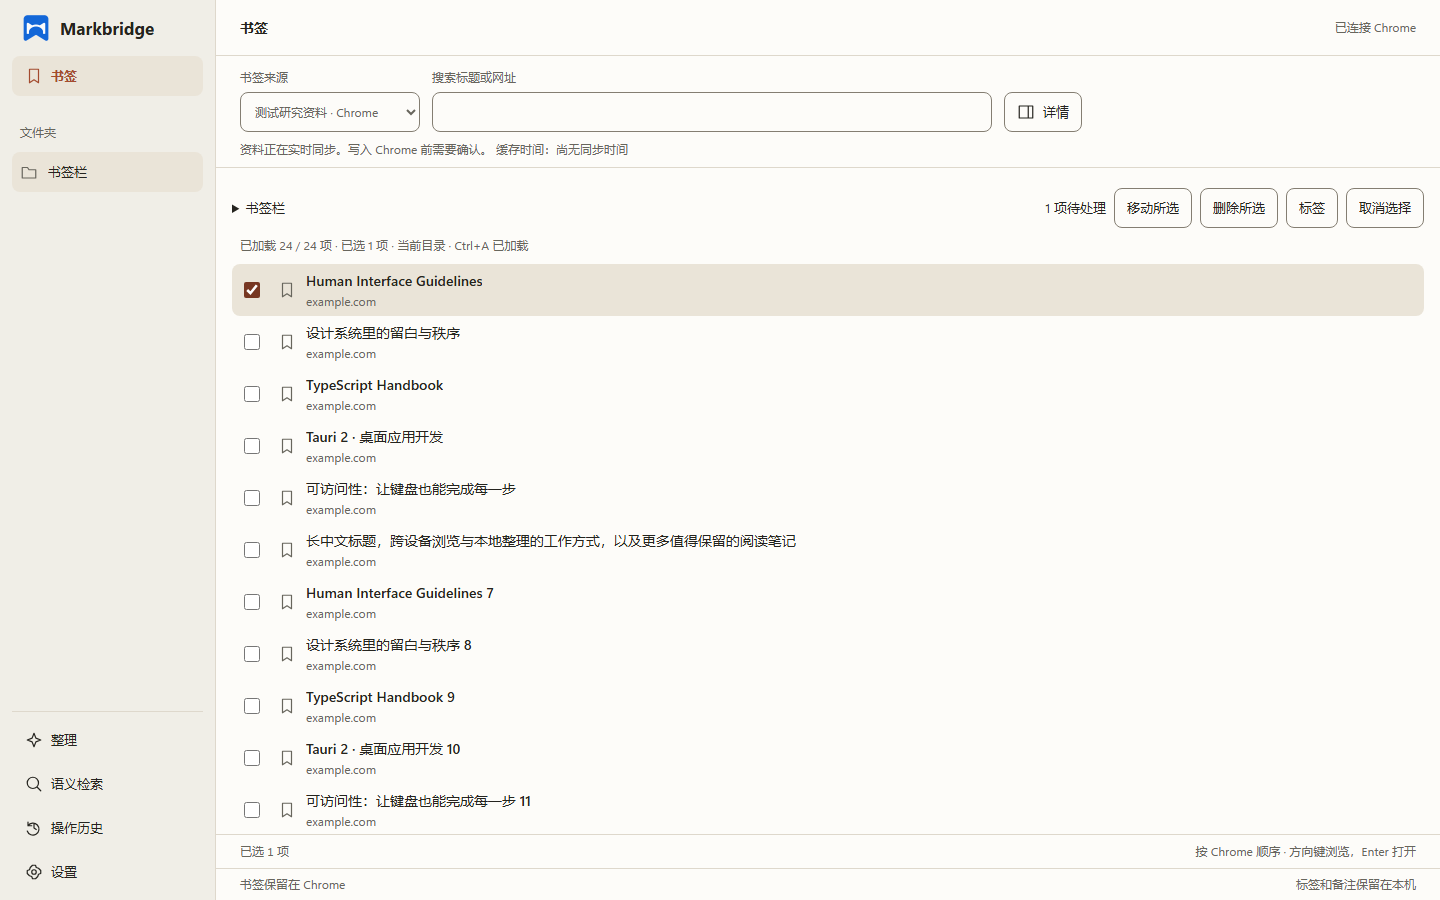 Markbridge
书签
文件夹
书签栏
整理
语义检索
操作历史
设置
书签
已连接 Chrome
书签来源
搜索标题或网址
测试研究资料 · Chrome
详情
资料正在实时同步。写入 Chrome 前需要确认。 缓存时间：尚无同步时间
书签栏
1 项待处理
移动所选
删除所选
标签
取消选择
已加载 24 / 24 项 · 已选 1 项 · 当前目录 · Ctrl+A 已加载
Human Interface Guidelines
example.com
设计系统里的留白与秩序
example.com
TypeScript Handbook
example.com
Tauri 2 · 桌面应用开发
example.com
可访问性：让键盘也能完成每一步
example.com
长中文标题，跨设备浏览与本地整理的工作方式，以及更多值得保留的阅读笔记
example.com
Human Interface Guidelines 7
example.com
设计系统里的留白与秩序 8
example.com
TypeScript Handbook 9
example.com
Tauri 2 · 桌面应用开发 10
example.com
可访问性：让键盘也能完成每一步 11
example.com
已选 1 项
按 Chrome 顺序 · 方向键浏览，Enter 打开
书签保留在 Chrome
标签和备注保留在本机